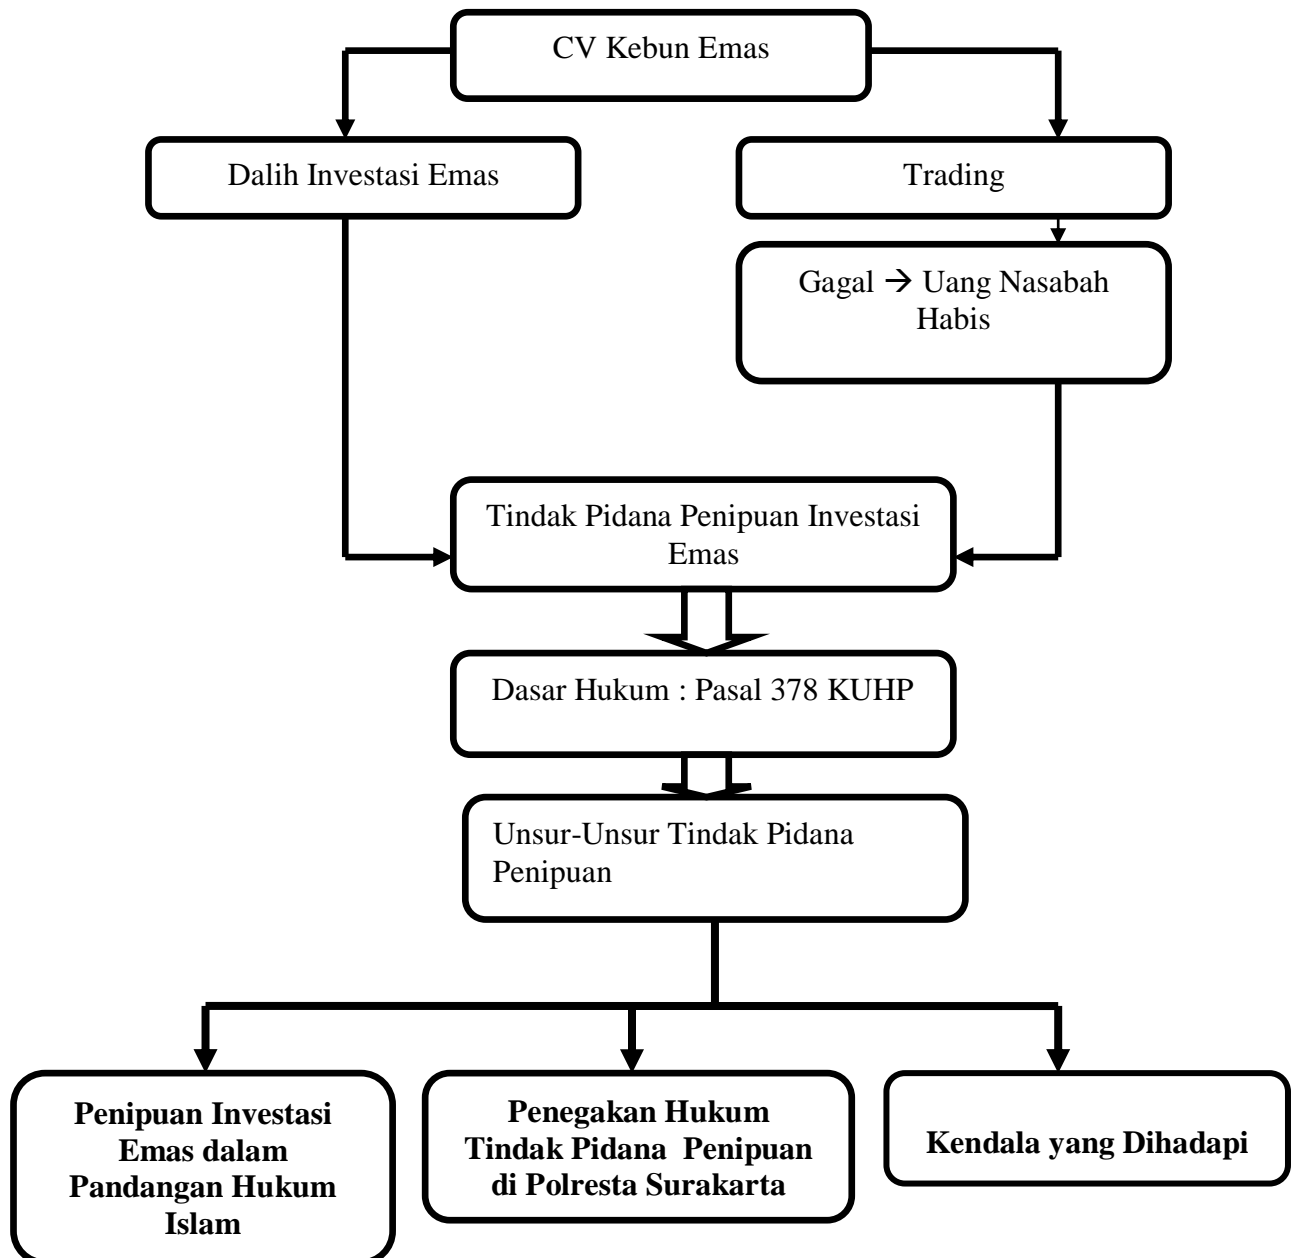 CV Kebun Emas
Dalih Investasi Emas
Trading
Gagal → Uang Nasabah
Habis
Tindak Pidana Penipuan Investasi
Emas
Dasar Hukum : Pasal 378 KUHP
Unsur-Unsur Tindak Pidana
Penipuan
Penipuan Investasi
Emas dalam
Pandangan Hukum
Islam
Penegakan Hukum
Tindak Pidana  Penipuan
di Polresta Surakarta
Kendala yang Dihadapi